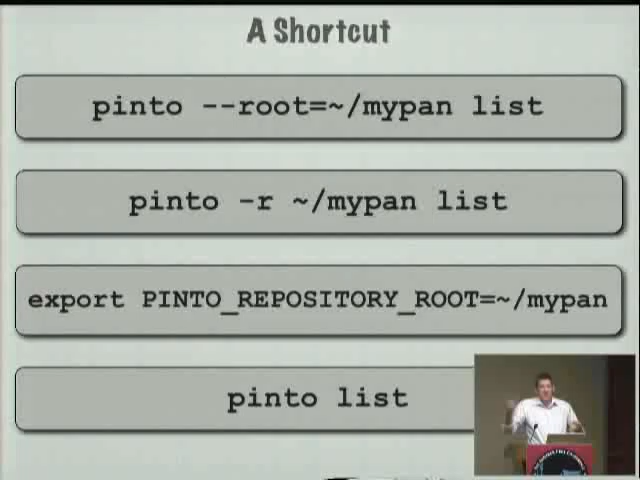 A Shortcut
pinto --root=~/mypan list
pinto -r ~/mypan list
export PINTO_REPOSITORY_ROOT=~/mypan
pinto list